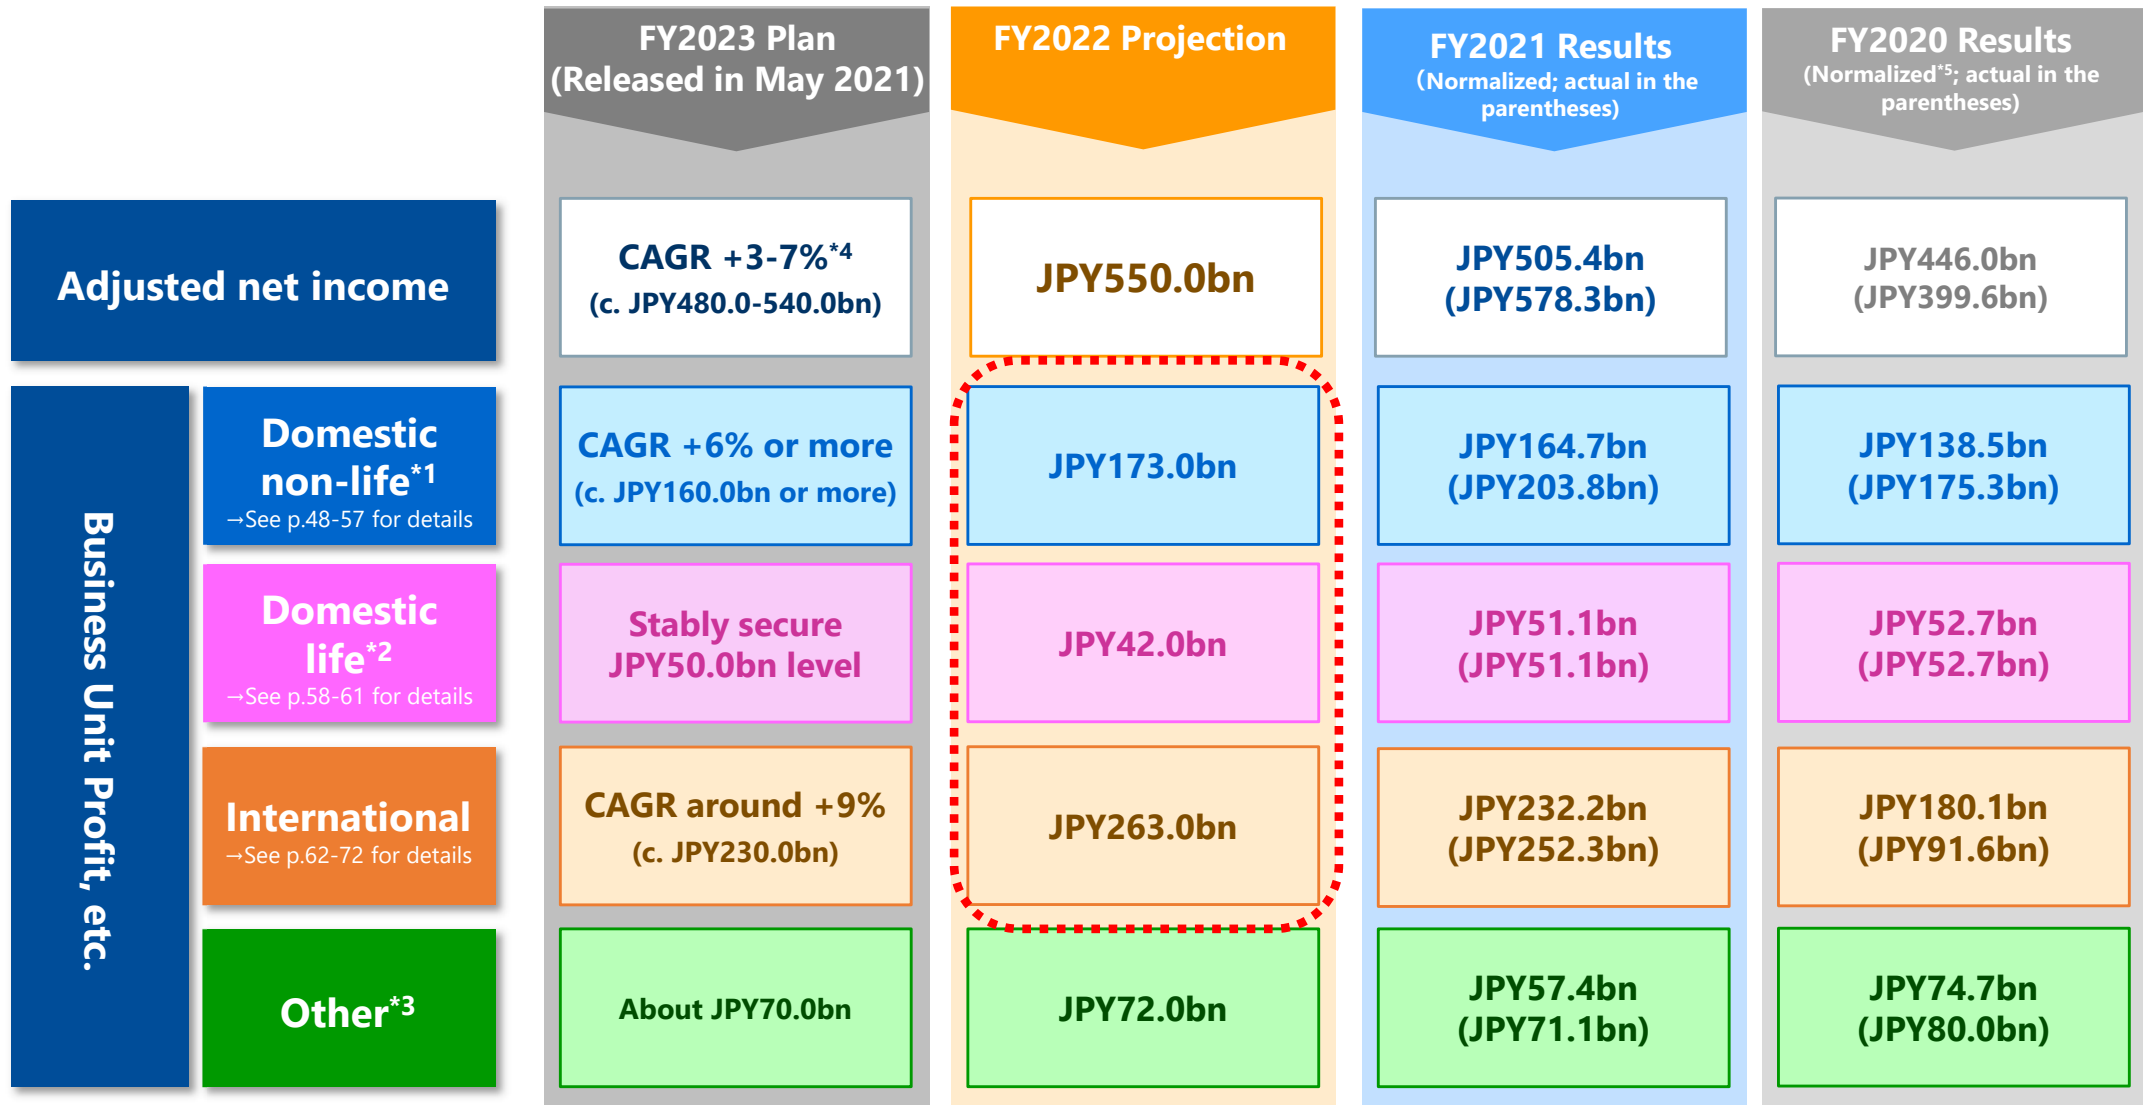 FY2023 Plan
(Released in May 2021)
FY2022 Projection
FY2021 Results
(Normalized; actual in the
parentheses)
FY2020 Results
(Normalized*5; actual in the
parentheses)
Adjusted net income
CAGR +3-7%*4
(c. JPY480.0-540.0bn)
JPY550.0bn
JPY505.4bn
(JPY578.3bn)
JPY446.0bn
(JPY399.6bn)
Business Unit Profit, etc.
Domestic
non-life*1
→See p.48-57 for details
CAGR +6% or more
(c. JPY160.0bn or more)
JPY173.0bn
JPY164.7bn
(JPY203.8bn)
JPY138.5bn
(JPY175.3bn)
Domestic
life*2
→See p.58-61 for details
Stably secure
JPY50.0bn level
JPY42.0bn
JPY51.1bn
(JPY51.1bn)
JPY52.7bn
(JPY52.7bn)
International
→See p.62-72 for details
CAGR around +9%
(c. JPY230.0bn)
JPY263.0bn
JPY232.2bn
(JPY252.3bn)
JPY180.1bn
(JPY91.6bn)
Other*3
About JPY70.0bn
JPY72.0bn
JPY57.4bn
(JPY71.1bn)
JPY74.7bn
(JPY80.0bn)